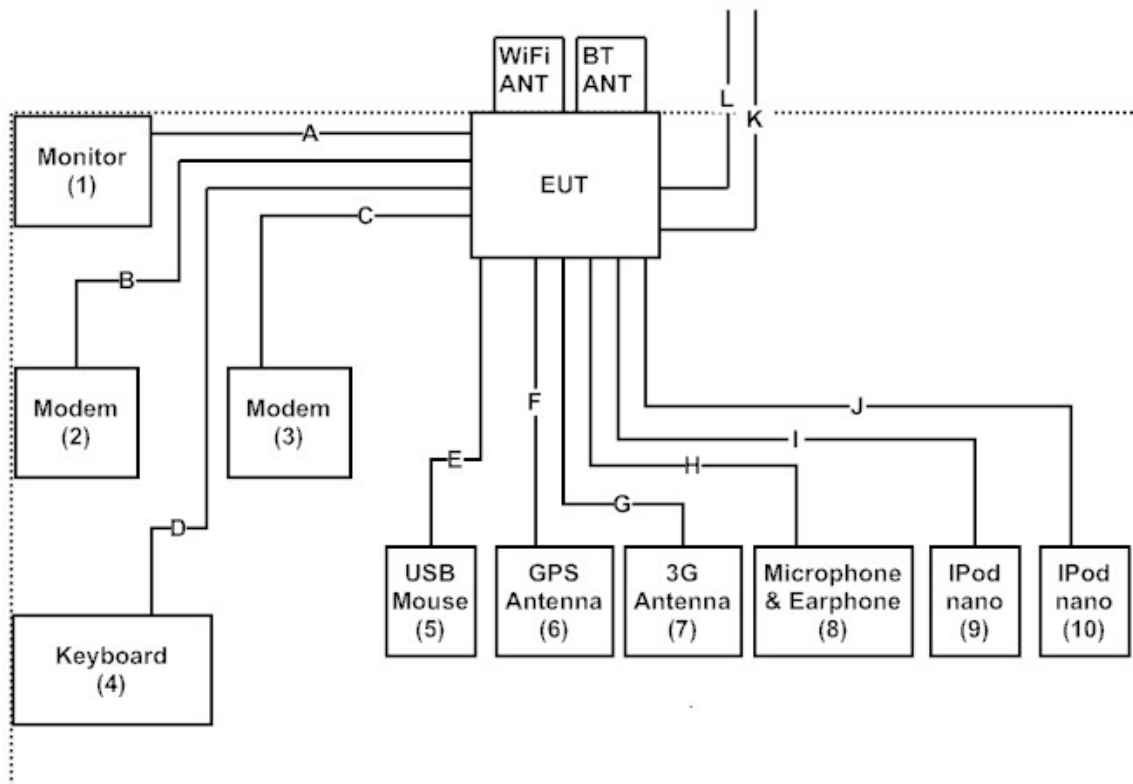 WiFi
ANT
BT
ANT
L
K
A
Monitor
(1)
EUT
C
B
Modem
(2)
Modem
(3)
F
J
I
E
H
G
D
USB
Mouse
(5)
GPS
Antenna
(6)
3G
Antenna
(7)
Microphone
& Earphone
(8)
IPod
nano
(9)
IPod
nano
(10)
Keyboard
(4)